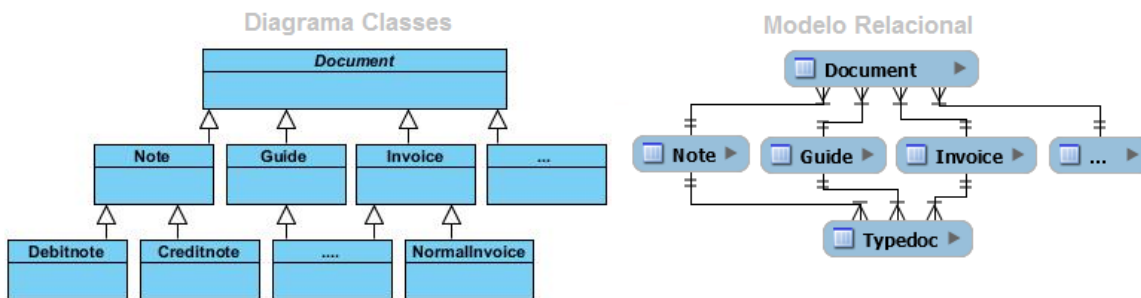 Diagrama Classes
Document
Note
Guide
Invoice
...
Debitnote
Creditnote
....
NormalInvoice
Modelo Relacional
Document
Note
Guide
Invoice
...
Typedoc